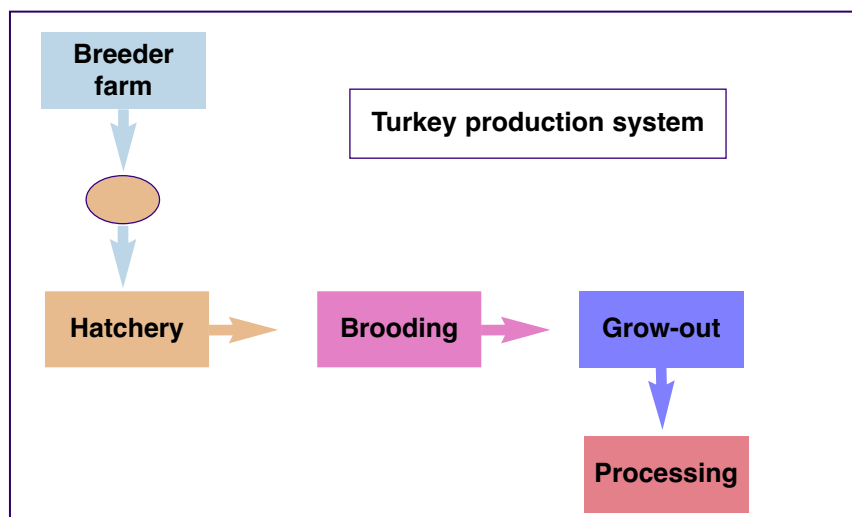 Breeder
farm
Turkey production system
Hatchery
Brooding
Grow-out
Processing